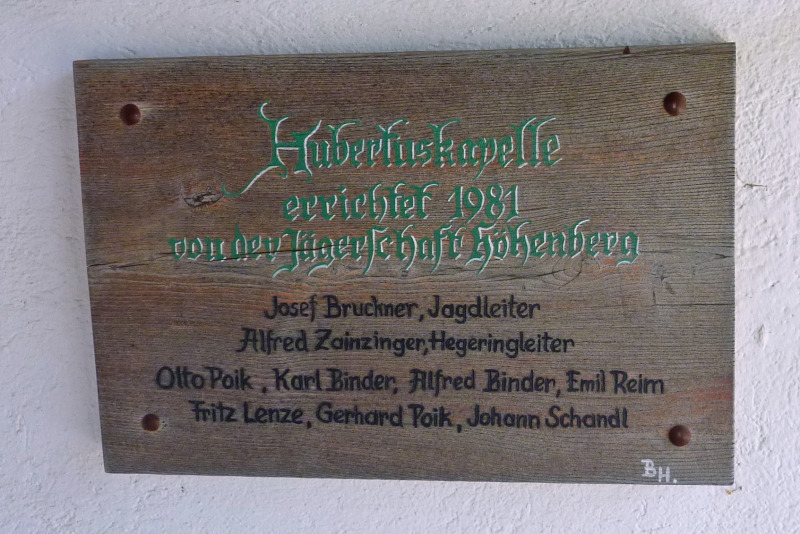 Hubertuskapelle
errichtet 1981
von der Jägerschaft Höhenberg
Josef Bruckner, Jagdleiter
Alfred Zainzinger, Hegeringleiter
Otto Poik, Karl Binder, Alfred Binder, Emil Reim
Fritz Lenze, Gerhard Poik, Johann Schandl
BH.